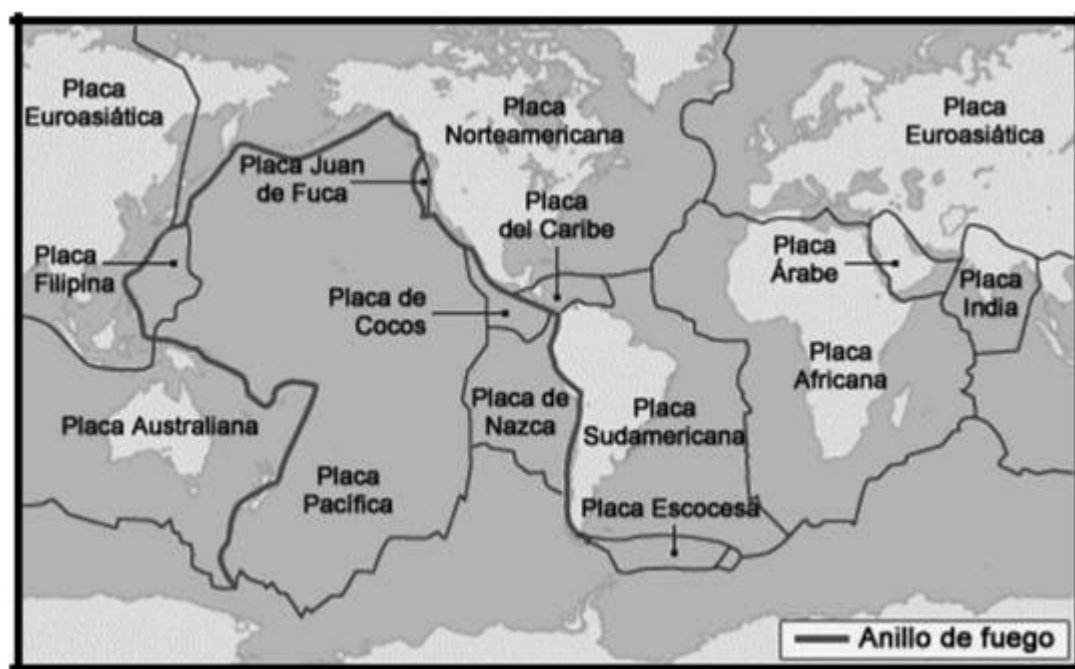 Placa
Euroasiática
Placa
Norteamericana
Placa
Euroasiática
Placa Juan
de Fuca
Placa
del Caribe
Placa
Filipina
Placa
Árabe
Placa
India
Placa de
Cocos
Placa
Africana
Placa Australiana
Placa de
Nazca
Placa
Sudamericana
Placa
Pacífica
Placa Escocesa
Anillo de fuego